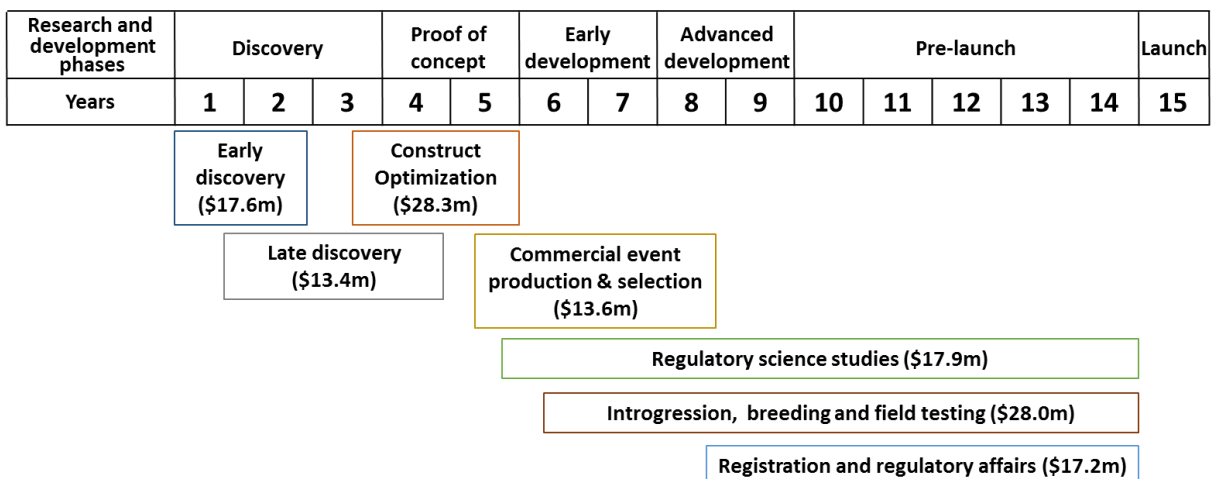 Research and
development
phases
Discovery
Proof of
concept
Early
development
Advanced
development
Pre-launch
Launch
Years
1 2 3 4 5 6 7 8 9 10 11 12 13 14 15
Early
discovery
($17.6m)
Construct
Optimization
($28.3m)
Late discovery
($13.4m)
Commercial event
production & selection
($13.6m)
Regulatory science studies ($17.9m)
Introgression, breeding and field testing ($28.0m)
Registration and regulatory affairs ($17.2m)